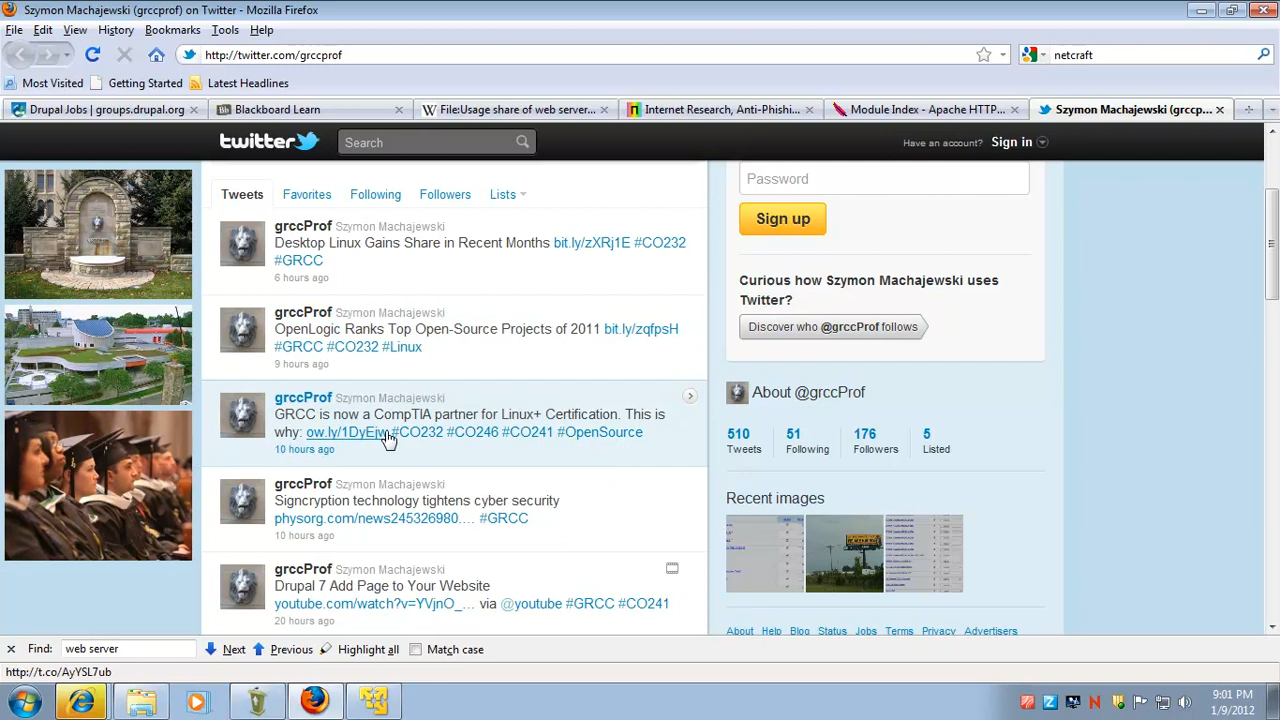 Szymon Machajewski (grccprof) on Twitter - Mozilla Firefox
File Edit View History Bookmarks Tools Help
http://twitter.com/grccprof
netcraft
Most Visited Getting Started Latest Headlines
Drupal Jobs | groups.drupal.org
Blackboard Learn
File:Usage share of web server...
Internet Research, Anti-Phishi...
Module Index - Apache HTTP...
Szymon Machajewski (grccp...
twitter
Search
Have an account? Sign in
Tweets Favorites Following Followers Lists
grccProf Szymon Machajewski
Desktop Linux Gains Share in Recent Months bit.ly/zXRj1E #CO232
#GRCC
6 hours ago
grccProf Szymon Machajewski
OpenLogic Ranks Top Open-Source Projects of 2011 bit.ly/zqfpsH
#GRCC #CO232 #Linux
9 hours ago
grccProf Szymon Machajewski
GRCC is now a CompTIA partner for Linux+ Certification. This is
why: ow.ly/1DyEjw #CO232 #CO246 #CO241 #OpenSource
10 hours ago
grccProf Szymon Machajewski
Signcryption technology tightens cyber security
physorg.com/news245326980.... #GRCC
10 hours ago
grccProf Szymon Machajewski
Drupal 7 Add Page to Your Website
youtube.com/watch?v=YVjnO_... via @youtube #GRCC #CO241
20 hours ago
Password
Sign up
Curious how Szymon Machajewski uses
Twitter?
Discover who @grccProf follows
About @grccProf
510 51 176 5
Tweets Following Followers Listed
Recent images
About Help Blog Status Jobs Terms Privacy Advertisers
Find: web server Next Previous Highlight all Match case
http://t.co/AyYSL7ub
9:01 PM
1/9/2012